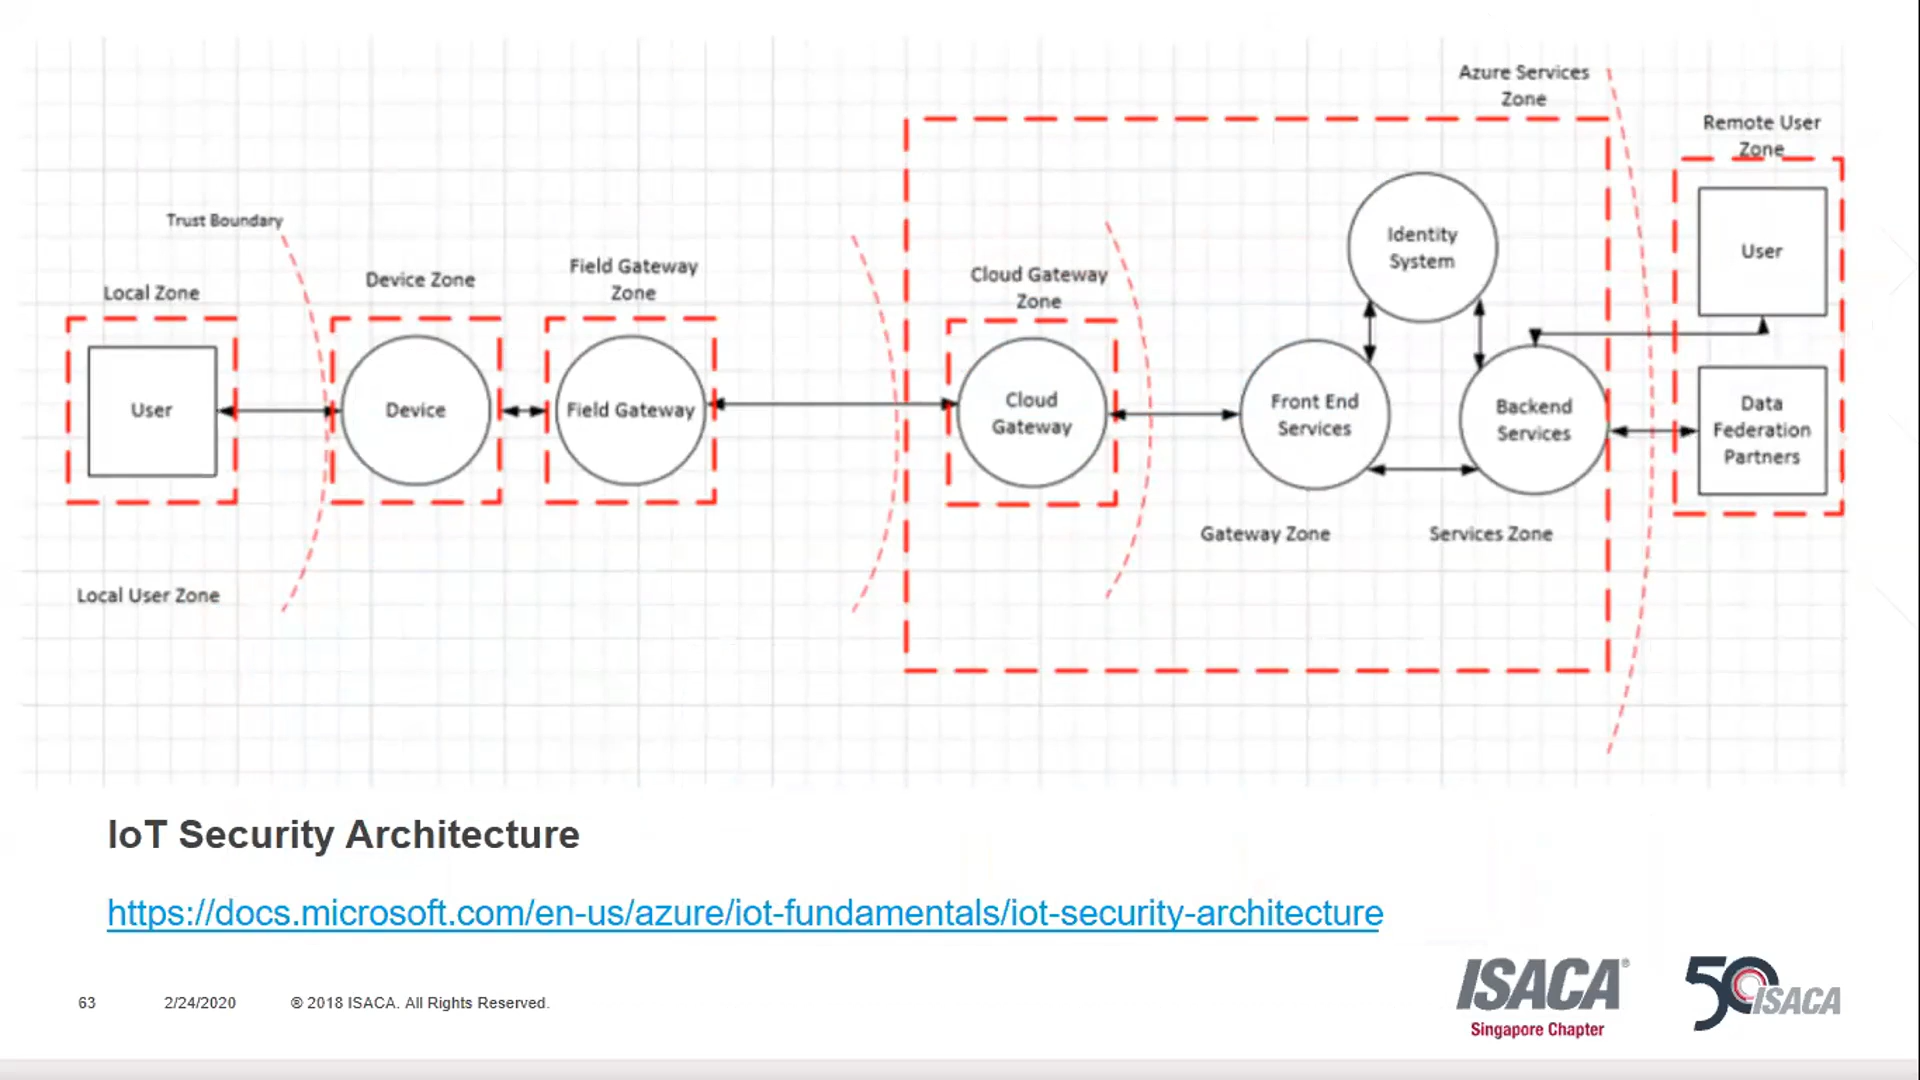 Azure Services
Zone
Remote User
Zone
Trust Boundary
Local Zone
Device Zone
Field Gateway
Zone
Cloud Gateway
Zone
Identity
System
User
User
Device
Field Gateway
Cloud
Gateway
Front End
Services
Backend
Services
Data
Federation
Partners
Gateway Zone
Services Zone
Local User Zone
IoT Security Architecture
https://docs.microsoft.com/en-us/azure/iot-fundamentals/iot-security-architecture
63
2/24/2020
© 2018 ISACA. All Rights Reserved.
ISACA®
Singapore Chapter
50 ISACA